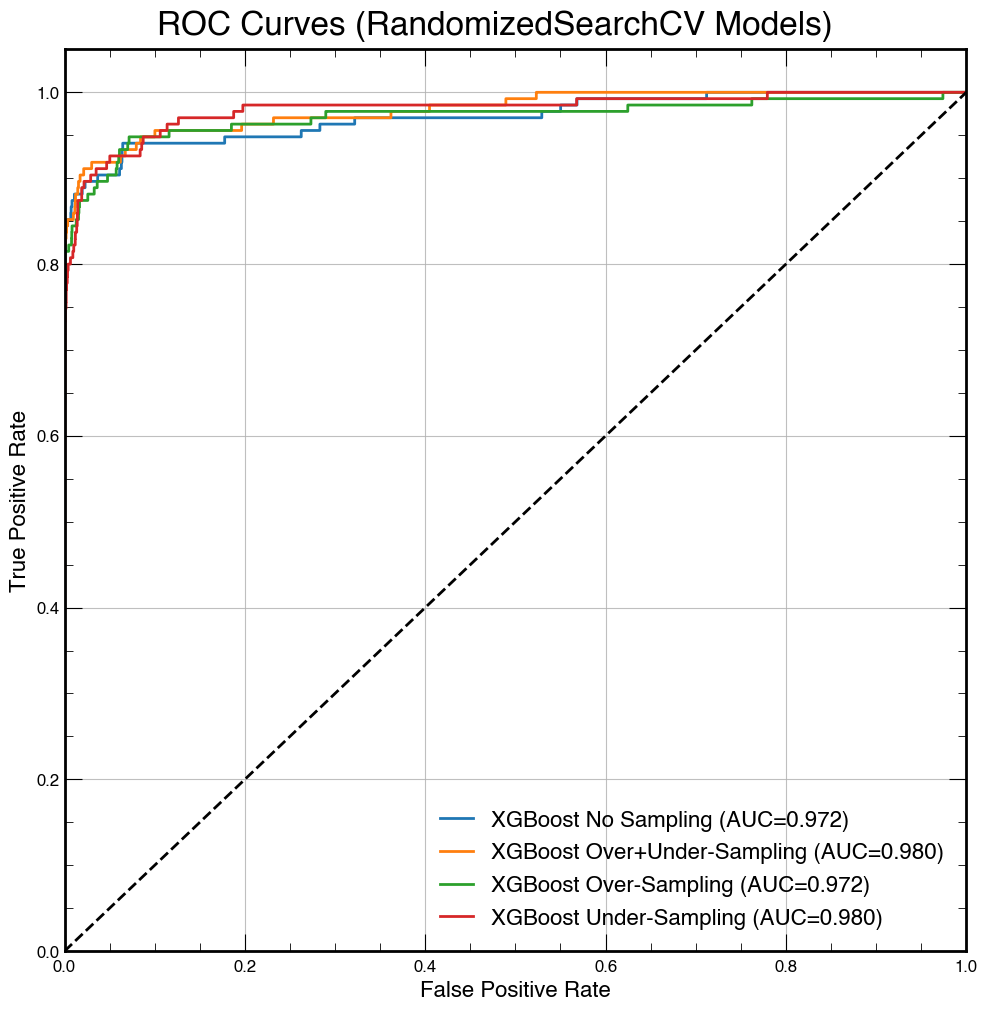 ROC Curves (RandomizedSearchCV Models)
1.0
0.8
0.6
0.4
0.2
0.0
True Positive Rate
XGBoost No Sampling (AUC=0.972)
XGBoost Over+Under-Sampling (AUC=0.980)
XGBoost Over-Sampling (AUC=0.972)
XGBoost Under-Sampling (AUC=0.980)
0.0 0.2 0.4 0.6 0.8 1.0
False Positive Rate